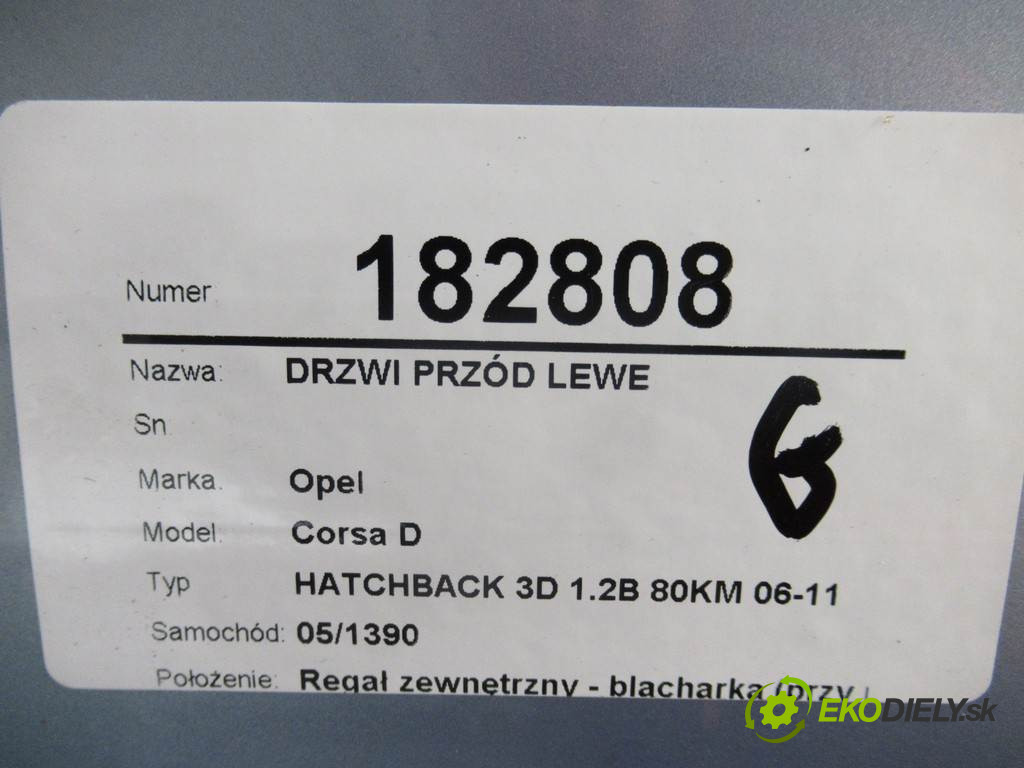 Numer 182808
Nazwa: DRZWI PRZÓD LEWE
Sn
Marka. Opel
Model: Corsa D
Typ HATCHBACK 3D 1.2B 80KM 06-11
Samochód: 05/1390
Położenie: Regał zewnętrzny - blacharka (przy
EKODIELY.sk